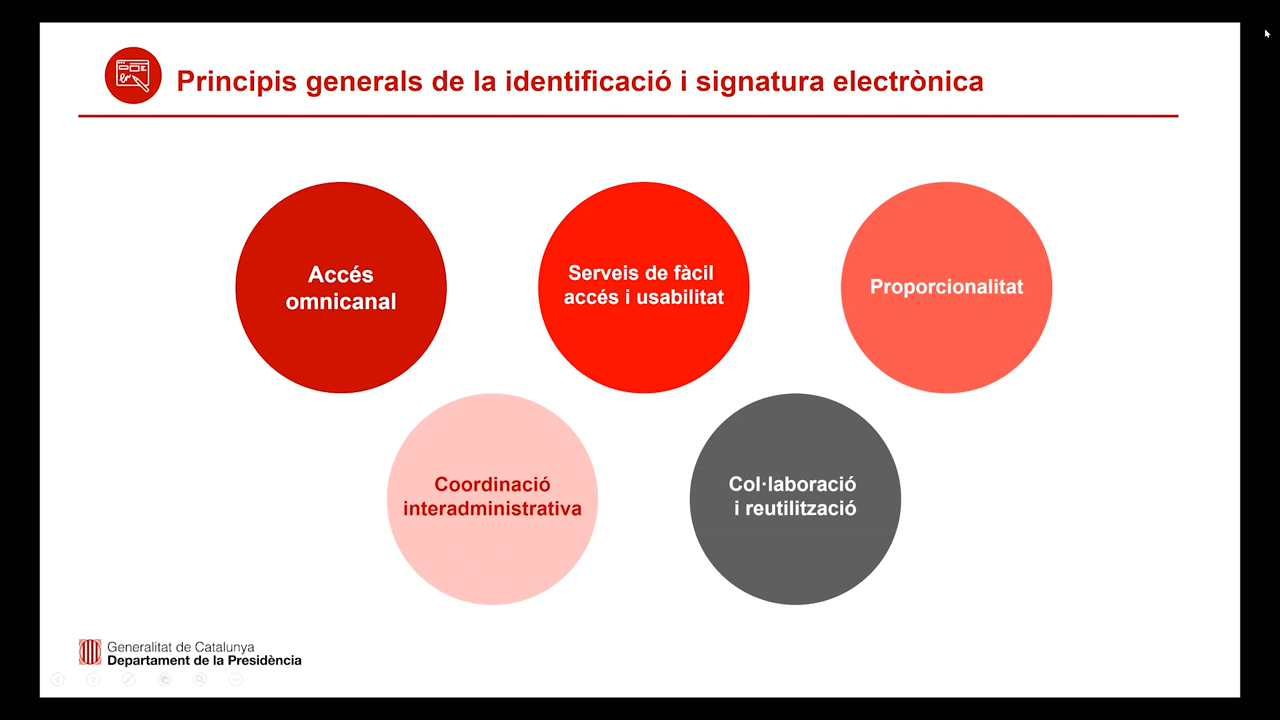 Principis generals de la identificació i signatura electrònica
Accés
omnicanal
Serveis de fàcil
accés i usabilitat
Proporcionalitat
Coordinació
interadministrativa
Col·laboració
i reutilització
Generalitat de Catalunya
Departament de la Presidència